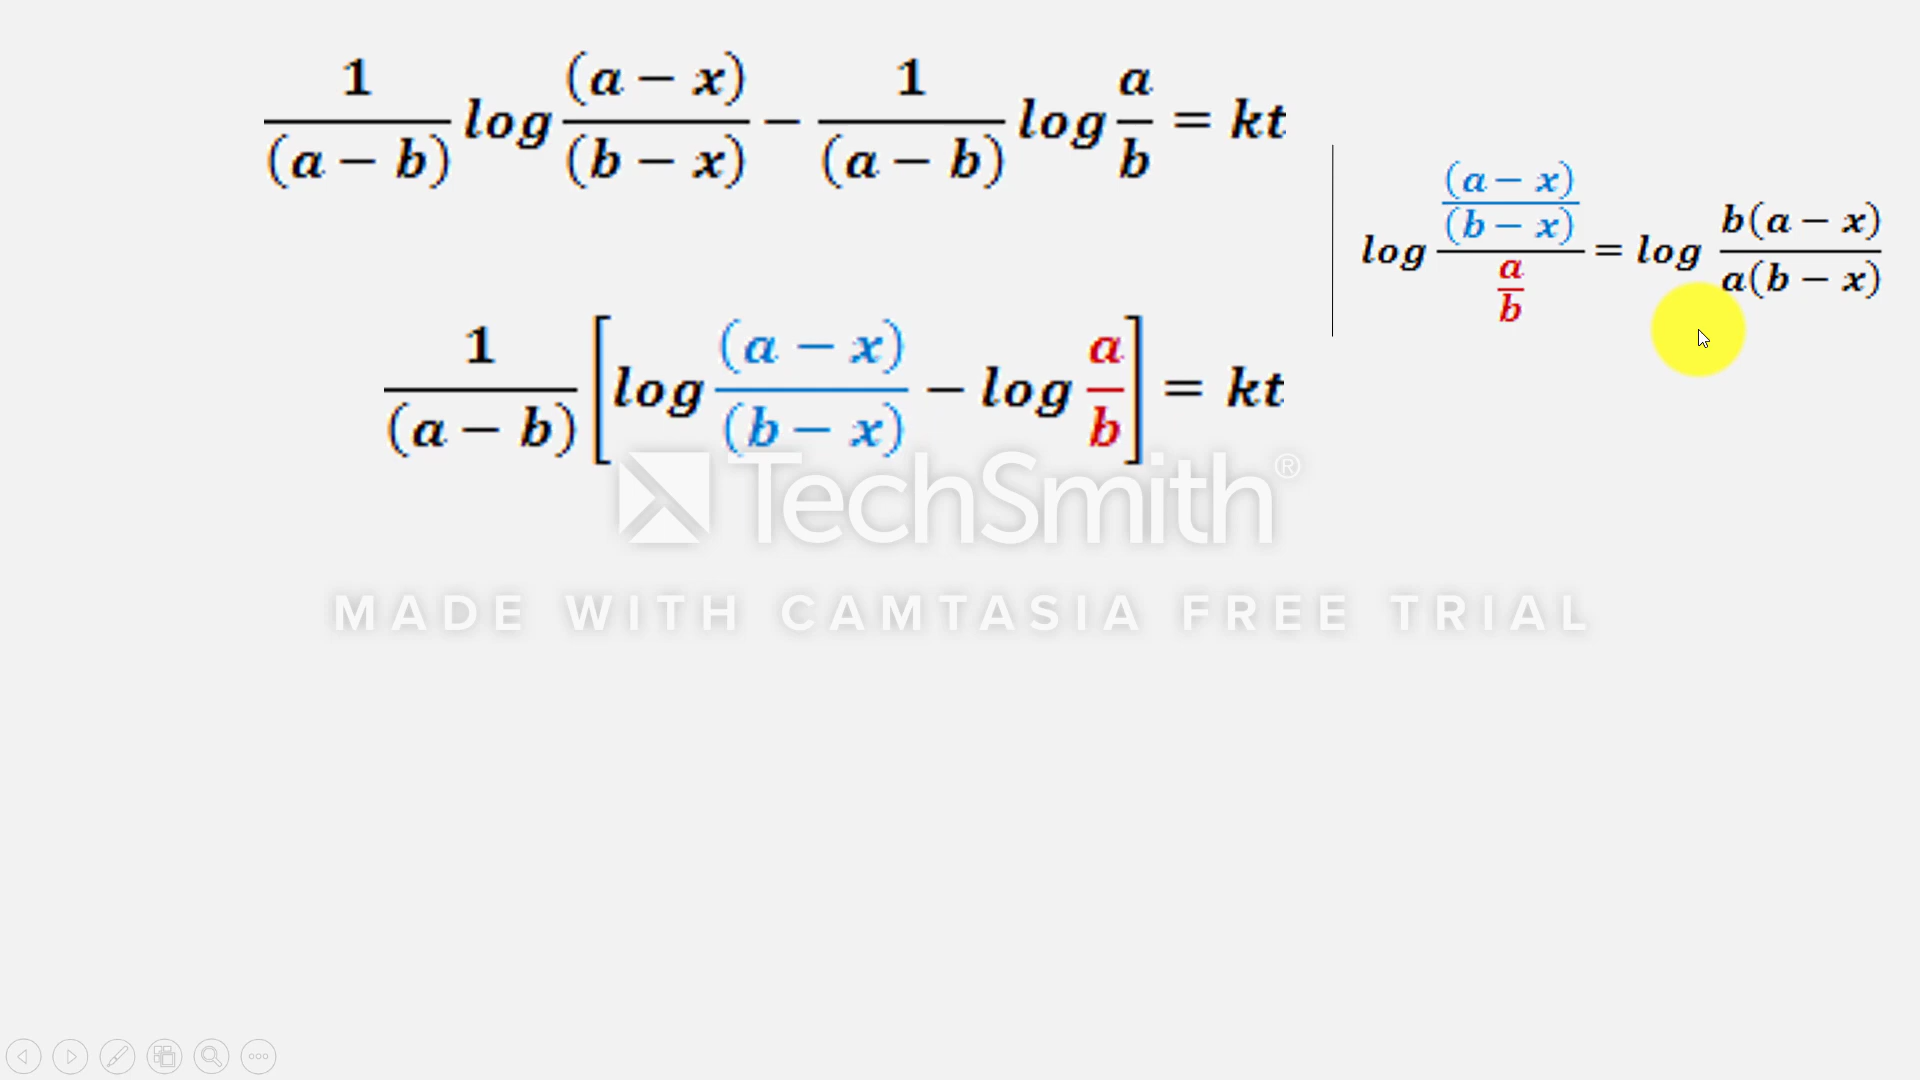 1/(a − b) log (a − x)/(b − x) − 1/(a − b) log a/b = kt
log ((a − x)/(b − x))/(a/b) = log b(a − x)/a(b − x)
1/(a − b) [log (a − x)/(b − x) − log a/b] = kt
TechSmith®
MADE WITH CAMTASIA FREE TRIAL